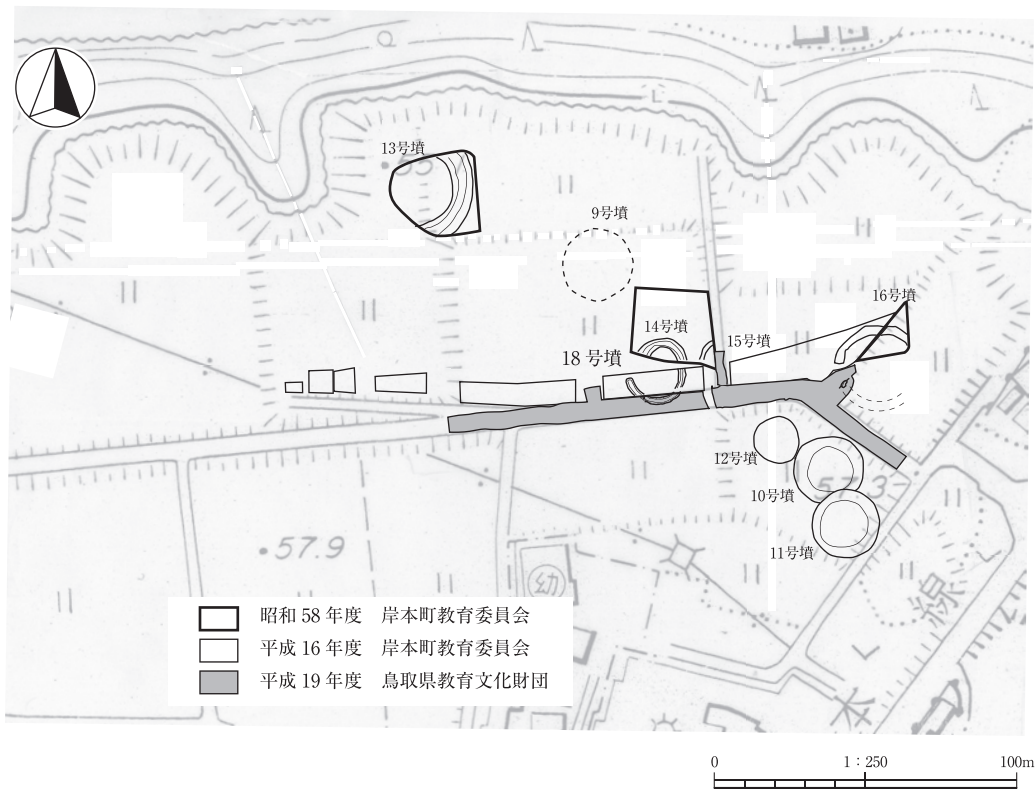 13号墳
55
9号墳
16号墳
14号墳
15号墳
18号墳
12号墳
10号墳
57.3
11号墳
57.9
幼
線
昭和 58 年度 岸本町教育委員会
平成 16 年度 岸本町教育委員会
平成 19 年度 鳥取県教育文化財団
0
1：250
100m